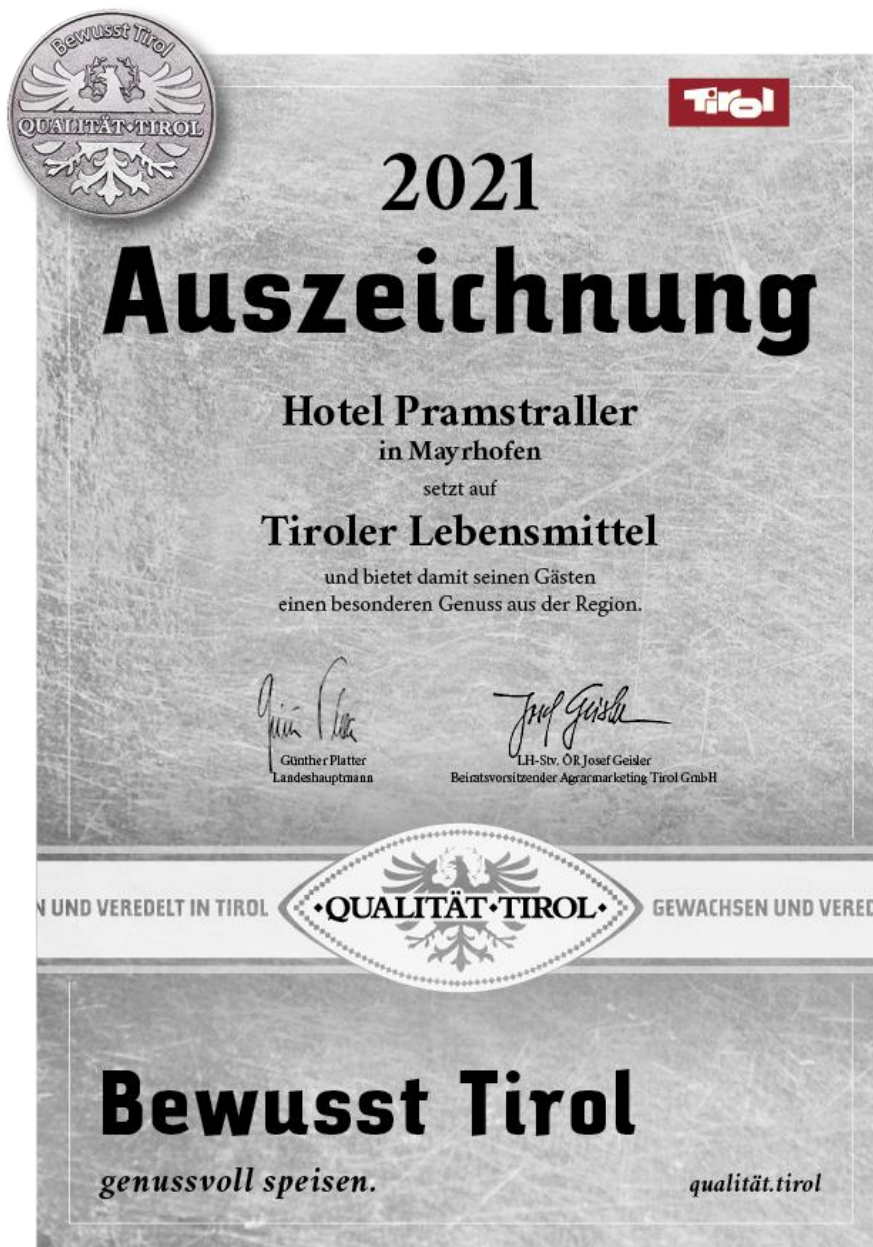 Bewusst Tirol
QUALITÄT•TIROL
Tirol
2021
Auszeichnung
Hotel Pramstraller
in Mayrhofen
setzt auf
Tiroler Lebensmittel
und bietet damit seinen Gästen
einen besonderen Genuss aus der Region.
Günther Platter
Landeshauptmann
LH-Stv. ÖR Josef Geisler
Beiratsvorsitzender Agrarmarketing Tirol GmbH
N UND VEREDELT IN TIROL
•QUALITÄT•TIROL•
GEWACHSEN UND VERED
Bewusst Tirol
genussvoll speisen.
qualität.tirol